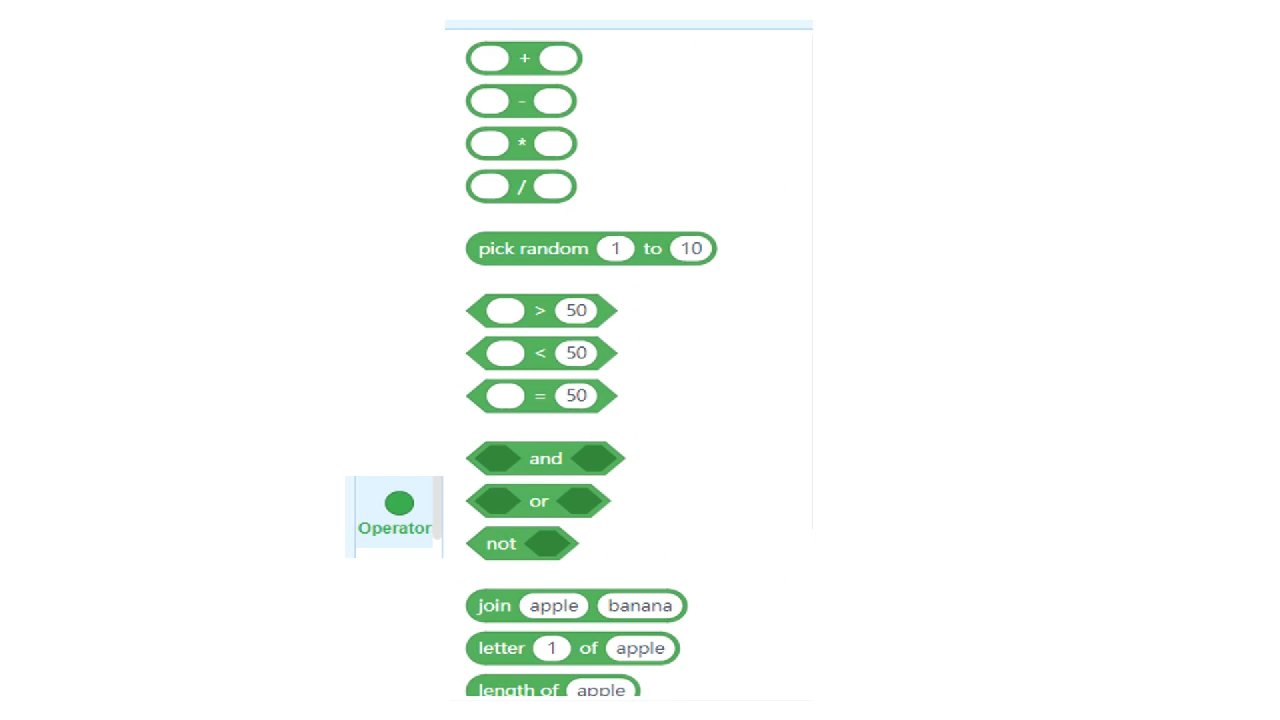 +
-
*
/
pick random 1 to 10
> 50
< 50
= 50
and
or
not
Operator
join apple banana
letter 1 of apple
length of apple